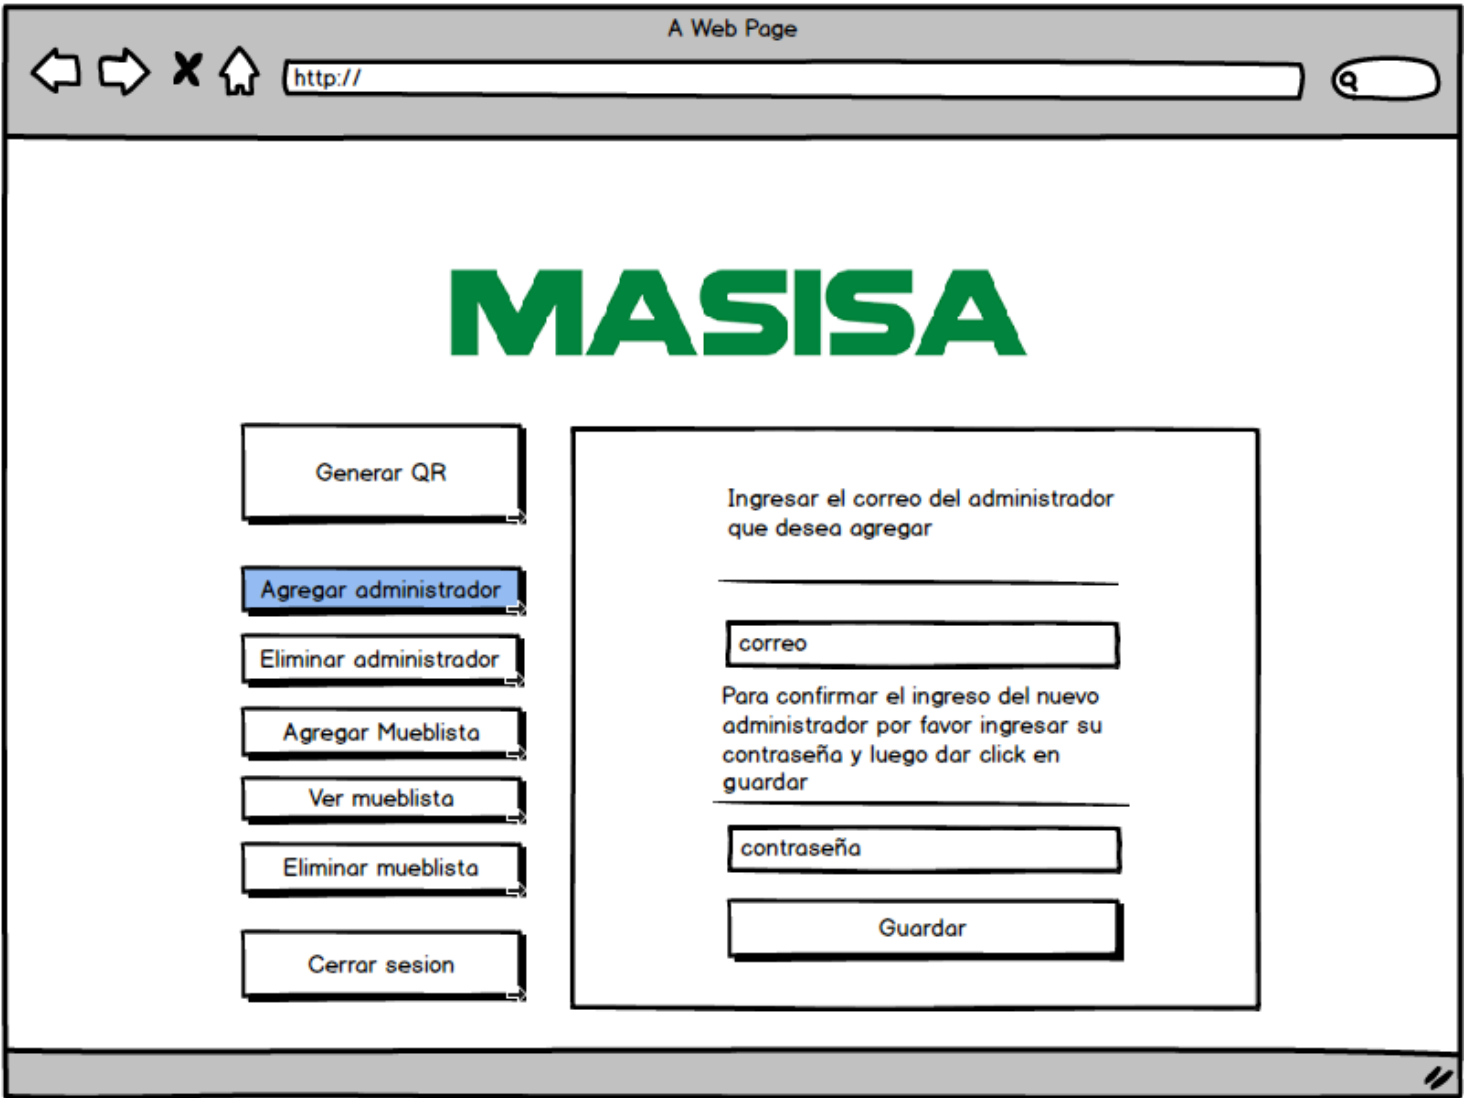 A Web Page
http://
MASISA
Generar QR
Agregar administrador
Eliminar administrador
Agregar Mueblista
Ver mueblista
Eliminar mueblista
Cerrar sesion
Ingresar el correo del administrador
que desea agregar
correo
Para confirmar el ingreso del nuevo
administrador por favor ingresar su
contraseña y luego dar click en
guardar
contraseña
Guardar